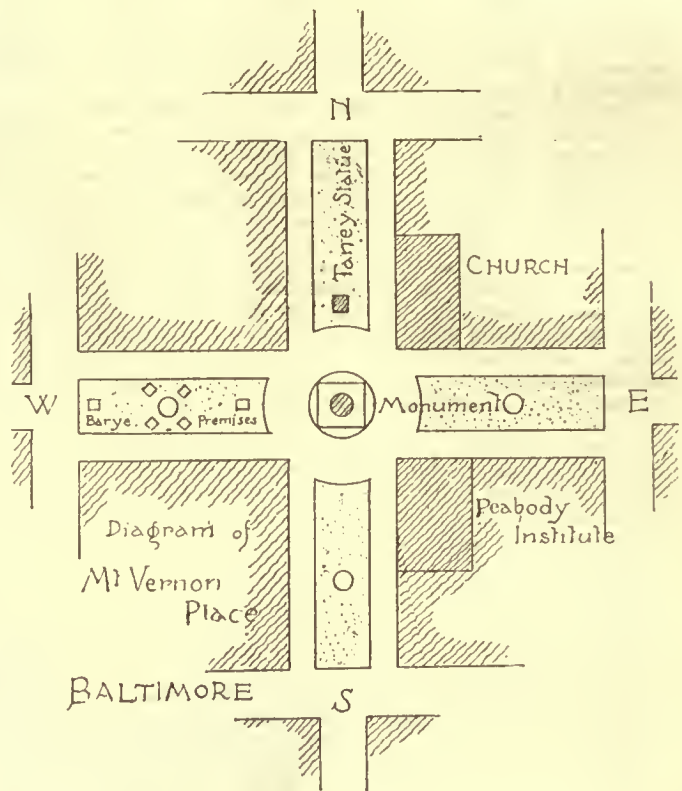 N
Taney Statue
CHURCH
W
Barye. Premises
Monument
E
Diagram of
Mt Vernon
Place
Peabody
Institute
BALTIMORE
S